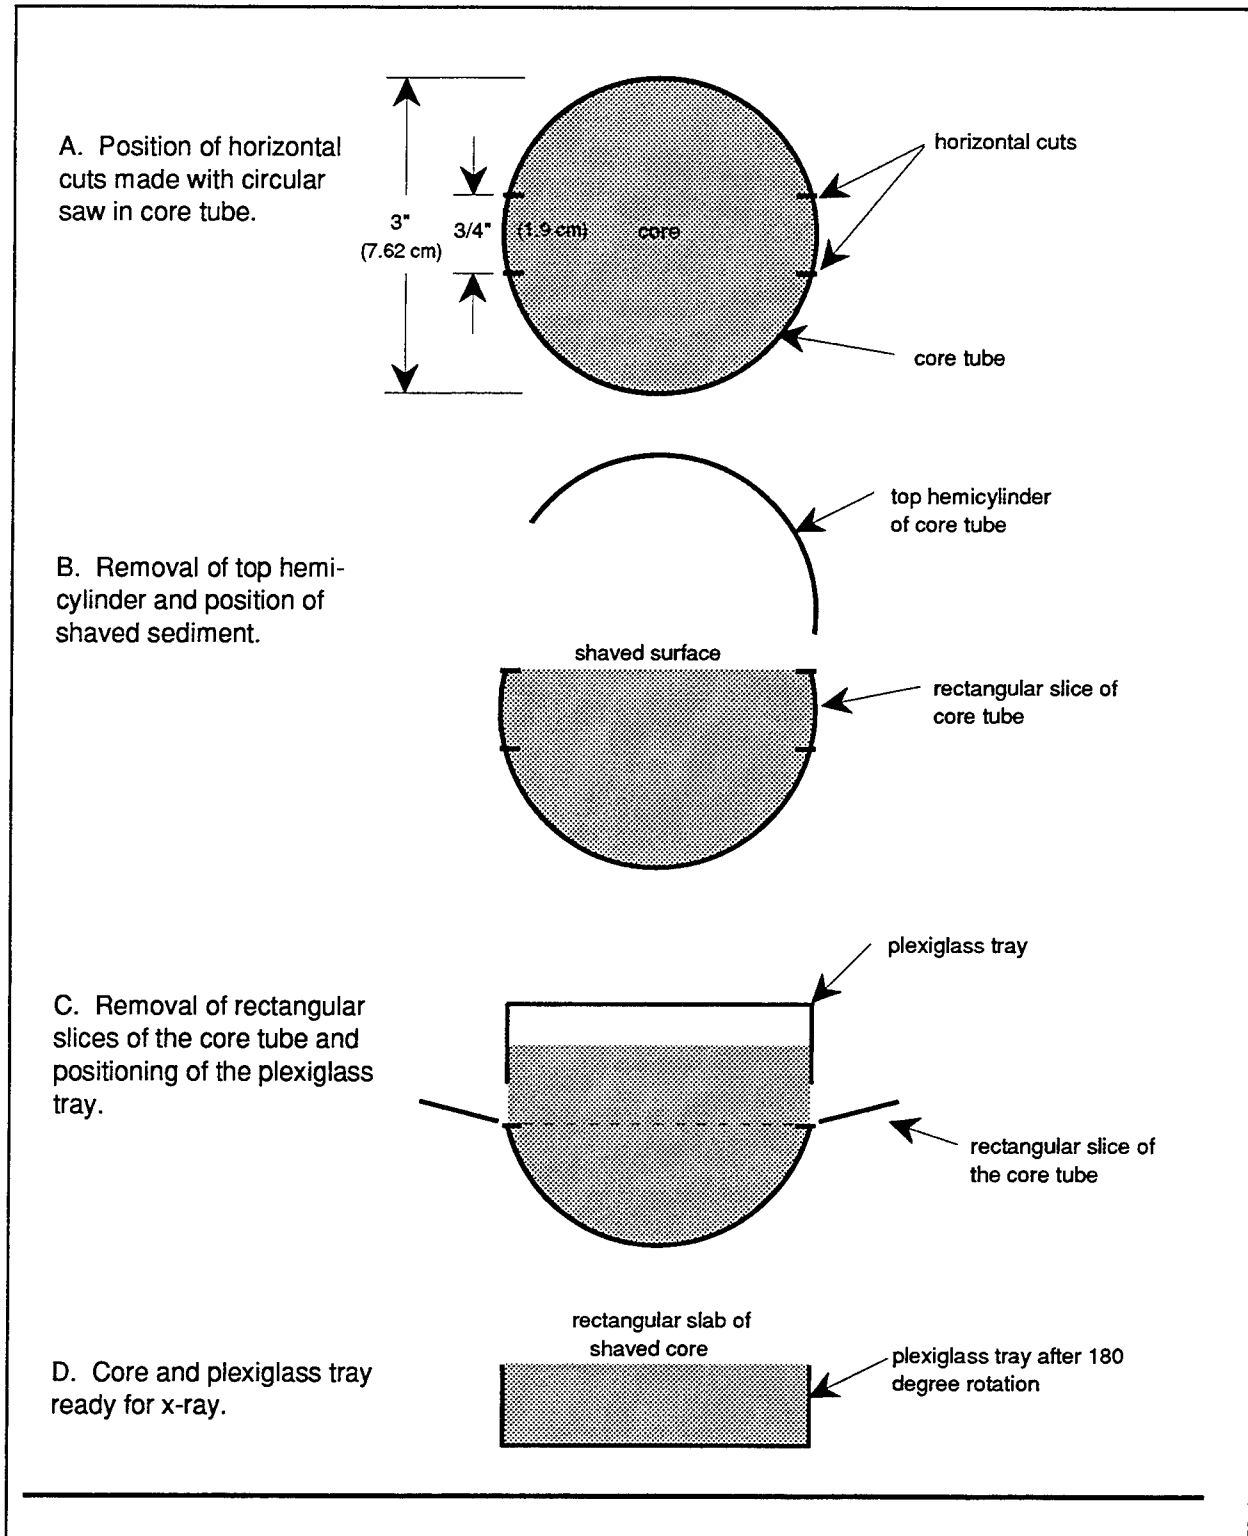 A. Position of horizontal
cuts made with circular
saw in core tube.
3"
(7.62 cm)
3/4"
(1.9 cm)
core
horizontal cuts
core tube
top hemicylinder
of core tube
B. Removal of top hemi-
cylinder and position of
shaved sediment.
shaved surface
rectangular slice of
core tube
plexiglass tray
C. Removal of rectangular
slices of the core tube and
positioning of the plexiglass
tray.
rectangular slice of
the core tube
rectangular slab of
shaved core
D. Core and plexiglass tray
ready for x-ray.
plexiglass tray after 180
degree rotation